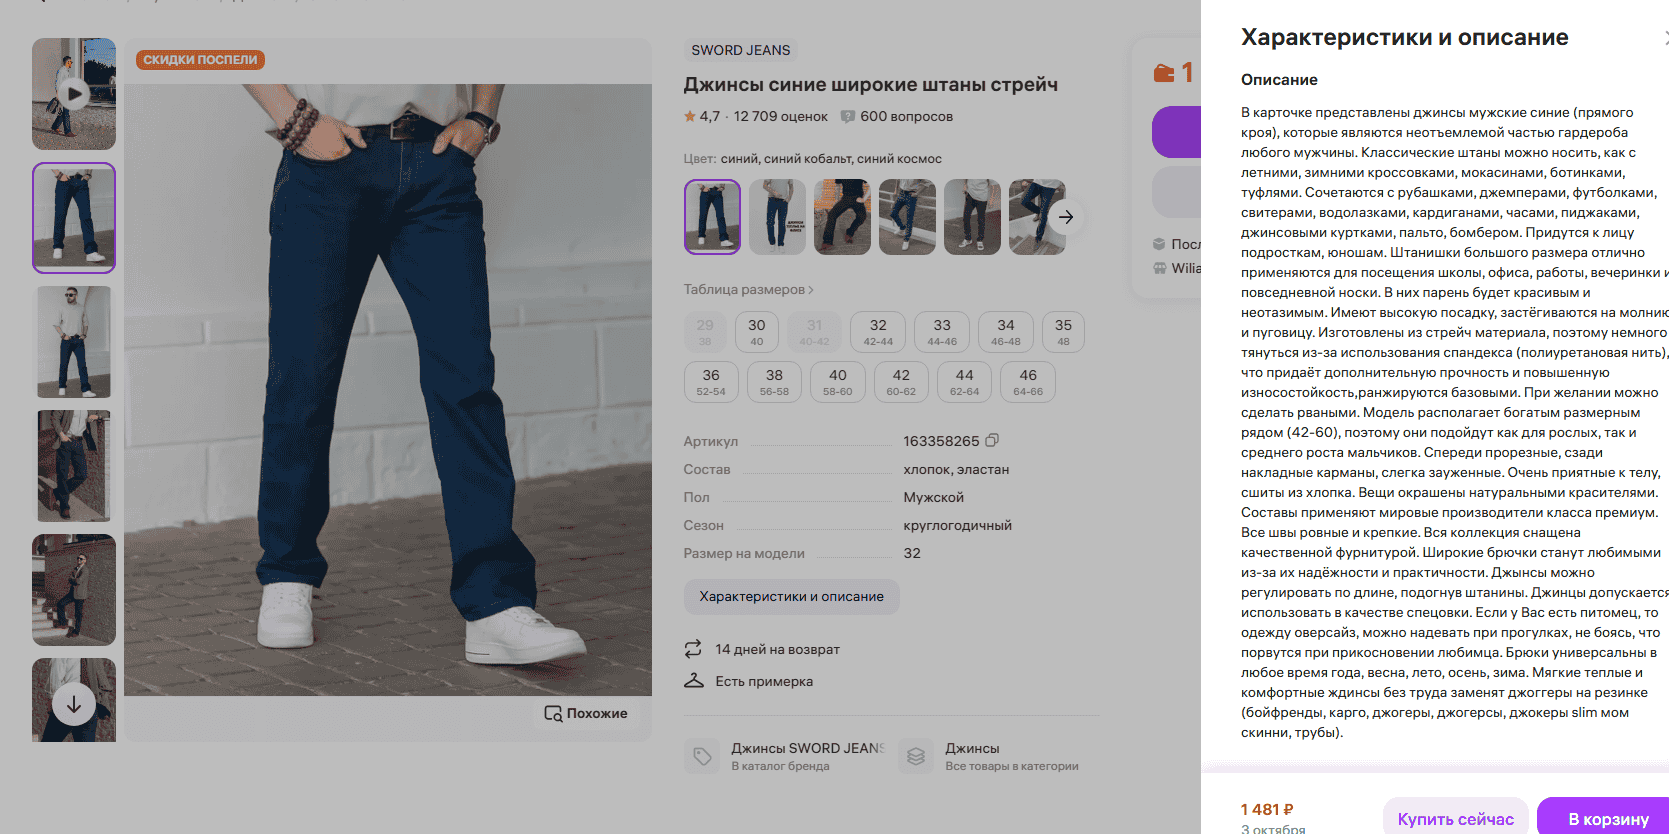 СКИДКИ ПОСПЕЛИ
Похожие
SWORD JEANS
Джинсы синие широкие штаны стрейч
4,7 · 12 709 оценок 600 вопросов
Цвет: синий, синий кобальт, синий космос
Таблица размеров
29 30 31 32 33 34 35
38 40 40-42 42-44 44-46 46-48 48
36 38 40 42 44 46
52-54 56-58 58-60 60-62 62-64 64-66
Артикул 163358265
Состав хлопок, эластан
Пол Мужской
Сезон круглогодичный
Размер на модели 32
Характеристики и описание
14 дней на возврат
Есть примерка
Джинсы SWORD JEANS
В каталог бренда
Джинсы
Все товары в категории
1
Посл
Wilia
Характеристики и описание
Описание
В карточке представлены джинсы мужские синие (прямого
кроя), которые являются неотъемлемой частью гардероба
любого мужчины. Классические штаны можно носить, как с
летними, зимними кроссовками, мокасинами, ботинками,
туфлями. Сочетаются с рубашками, джемперами, футболками,
свитерами, водолазками, кардиганами, часами, пиджаками,
джинсовыми куртками, пальто, бомбером. Придутся к лицу
подросткам, юношам. Штанишки большого размера отлично
применяются для посещения школы, офиса, работы, вечеринки и
повседневной носки. В них парень будет красивым и
неотазимым. Имеют высокую посадку, застёгиваются на молнию
и пуговицу. Изготовлены из стрейч материала, поэтому немного
тянуться из-за использования спандекса (полиуретановая нить),
что придаёт дополнительную прочность и повышенную
износостойкость,ранжируются базовыми. При желании можно
сделать рваными. Модель располагает богатым размерным
рядом (42-60), поэтому они подойдут как для рослых, так и
среднего роста мальчиков. Спереди прорезные, сзади
накладные карманы, слегка зауженные. Очень приятные к телу,
сшиты из хлопка. Вещи окрашены натуральными красителями.
Составы применяют мировые производители класса премиум.
Все швы ровные и крепкие. Вся коллекция снащена
качественной фурнитурой. Широкие брючки станут любимыми
из-за их надёжности и практичности. Джынсы можно
регулировать по длине, подогнув штанины. Джинцы допускается
использовать в качестве спецовки. Если у Вас есть питомец, то
одежду оверсайз, можно надевать при прогулках, не боясь, что
порвутся при прикосновении любимца. Брюки универсальны в
любое время года, весна, лето, осень, зима. Мягкие теплые и
комфортные ждинсы без труда заменят джоггеры на резинке
(бойфренды, карго, джогеры, джогерсы, джокеры slim мом
скинни, трубы).
1 481 ₽
3 октября
Купить сейчас
В корзину